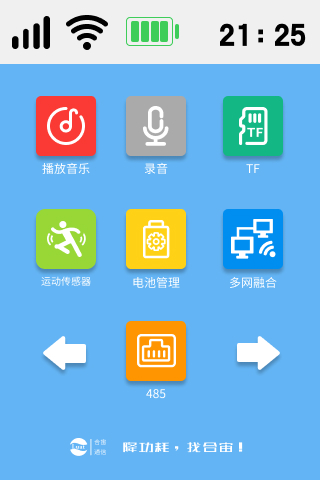 21:25
播放音乐
录音
TF
TF
运动传感器
电池管理
多网融合
485
合宙
通信
降功耗，找合宙！